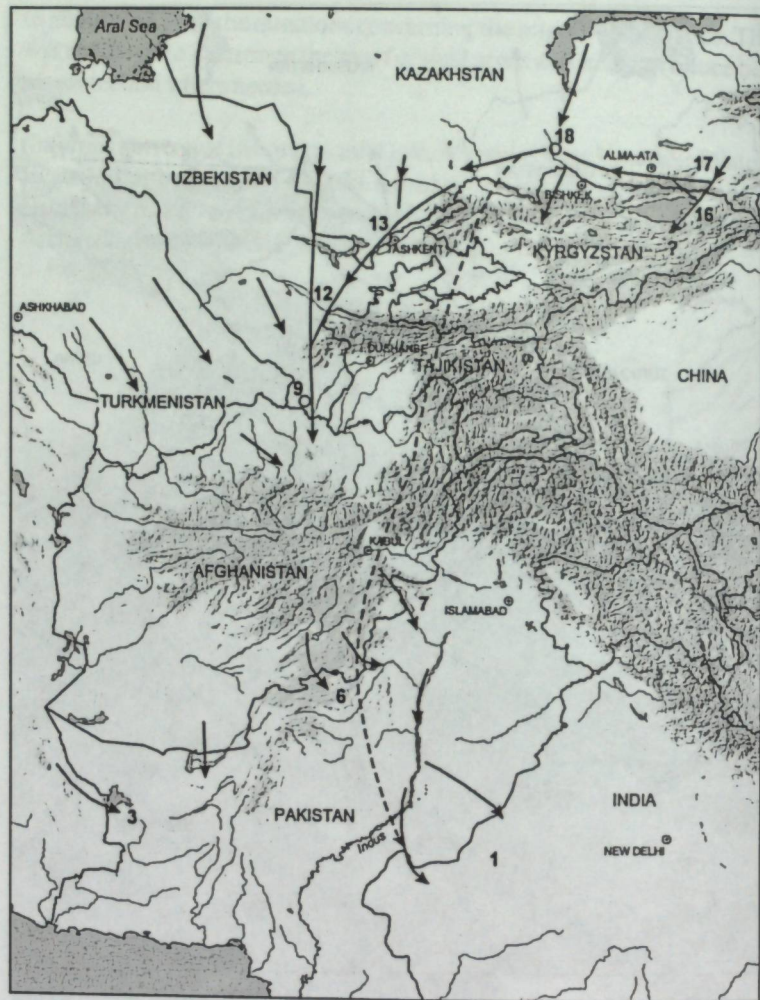 Aral Sea
KAZAKHSTAN
18
ALMA-ATA
17
UZBEKISTAN
BISHKEK
16
13
?
TASHKENT
KYRGYZSTAN
12
ASHKHABAD
DUSHANBE
TAJIKISTAN
CHINA
9
TURKMENISTAN
KABUL
AFGHANISTAN
7
ISLAMABAD
6
INDIA
3
PAKISTAN
Indus
NEW DELHI
1